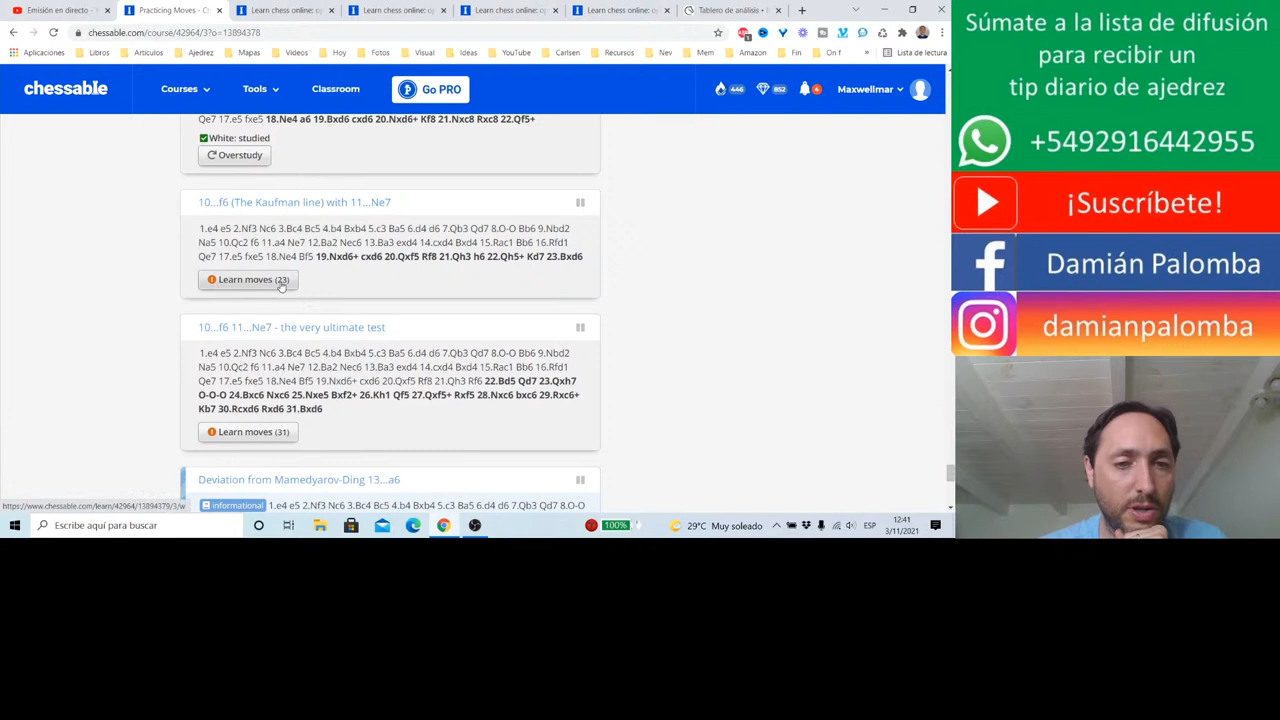 Emisión en directo - Y
Practicing Moves - Ch
Learn chess online: op
Learn chess online: op
Learn chess online: op
Learn chess online: op
Tablero de análisis • l
chessable.com/course/42964/3?o=13894378
Aplicaciones Libros Artículos Ajedrez Mapas Videos Hoy Fotos Visual Eles YouTube Carlsen Recursos Nev Mem Amazon Fin On f » Lista de lectura
chessable Courses Tools Classroom Go PRO 446 852 4 Maxwellmar
Qe7 17.e5 fxe5 18.Ne4 a6 19.Bxd6 cxd6 20.Nxd6+ Kf8 21.Nxc8 Rxc8 22.Qf5+
White: studied
Overstudy
10...f6 (The Kaufman line) with 11...Ne7
1.e4 e5 2.Nf3 Nc6 3.Bc4 Bc5 4.b4 Bxb4 5.c3 Ba5 6.d4 d6 7.Qb3 Qd7 8.O-O Bb6 9.Nbd2
Na5 10.Qc2 f6 11.a4 Ne7 12.Ba2 Nec6 13.Ba3 exd4 14.cxd4 Bxd4 15.Rac1 Bb6 16.Rfd1
Qe7 17.e5 fxe5 18.Ne4 Bf5 19.Nxd6+ cxd6 20.Qxf5 Rf8 21.Qh3 h6 22.Qh5+ Kd7 23.Bxd6
Learn moves (23)
10...f6 11...Ne7 - the very ultimate test
1.e4 e5 2.Nf3 Nc6 3.Bc4 Bc5 4.b4 Bxb4 5.c3 Ba5 6.d4 d6 7.Qb3 Qd7 8.O-O Bb6 9.Nbd2
Na5 10.Qc2 f6 11.a4 Ne7 12.Ba2 Nec6 13.Ba3 exd4 14.cxd4 Bxd4 15.Rac1 Bb6 16.Rfd1
Qe7 17.e5 fxe5 18.Ne4 Bf5 19.Nxd6+ cxd6 20.Qxf5 Rf8 21.Qh3 Rf6 22.Bd5 Qd7 23.Qxh7
O-O-O 24.Bxc6 Nxc6 25.Nxe5 Bxf2+ 26.Kh1 Qf5 27.Qxf5+ Rxf5 28.Nxc6 bxc6 29.Rxc6+
Kb7 30.Rcxd6 Rxd6 31.Bxd6
Learn moves (31)
Deviation from Mamedyarov-Ding 13...a6
informational 1.e4 e5 2.Nf3 Nc6 3.Bc4 Bc5 4.b4 Bxb4 5.c3 Ba5 6.d4 d6 7.Qb3 Qd7 8.O-O
https://www.chessable.com/learn/42964/13894379/3/w
Escribe aquí para buscar
100%
29°C Muy soleado
ESP
12:41
3/11/2021
Súmate a la lista de difusión
para recibir un
tip diario de ajedrez
+5492916442955
¡Suscríbete!
Damián Palomba
damianpalomba